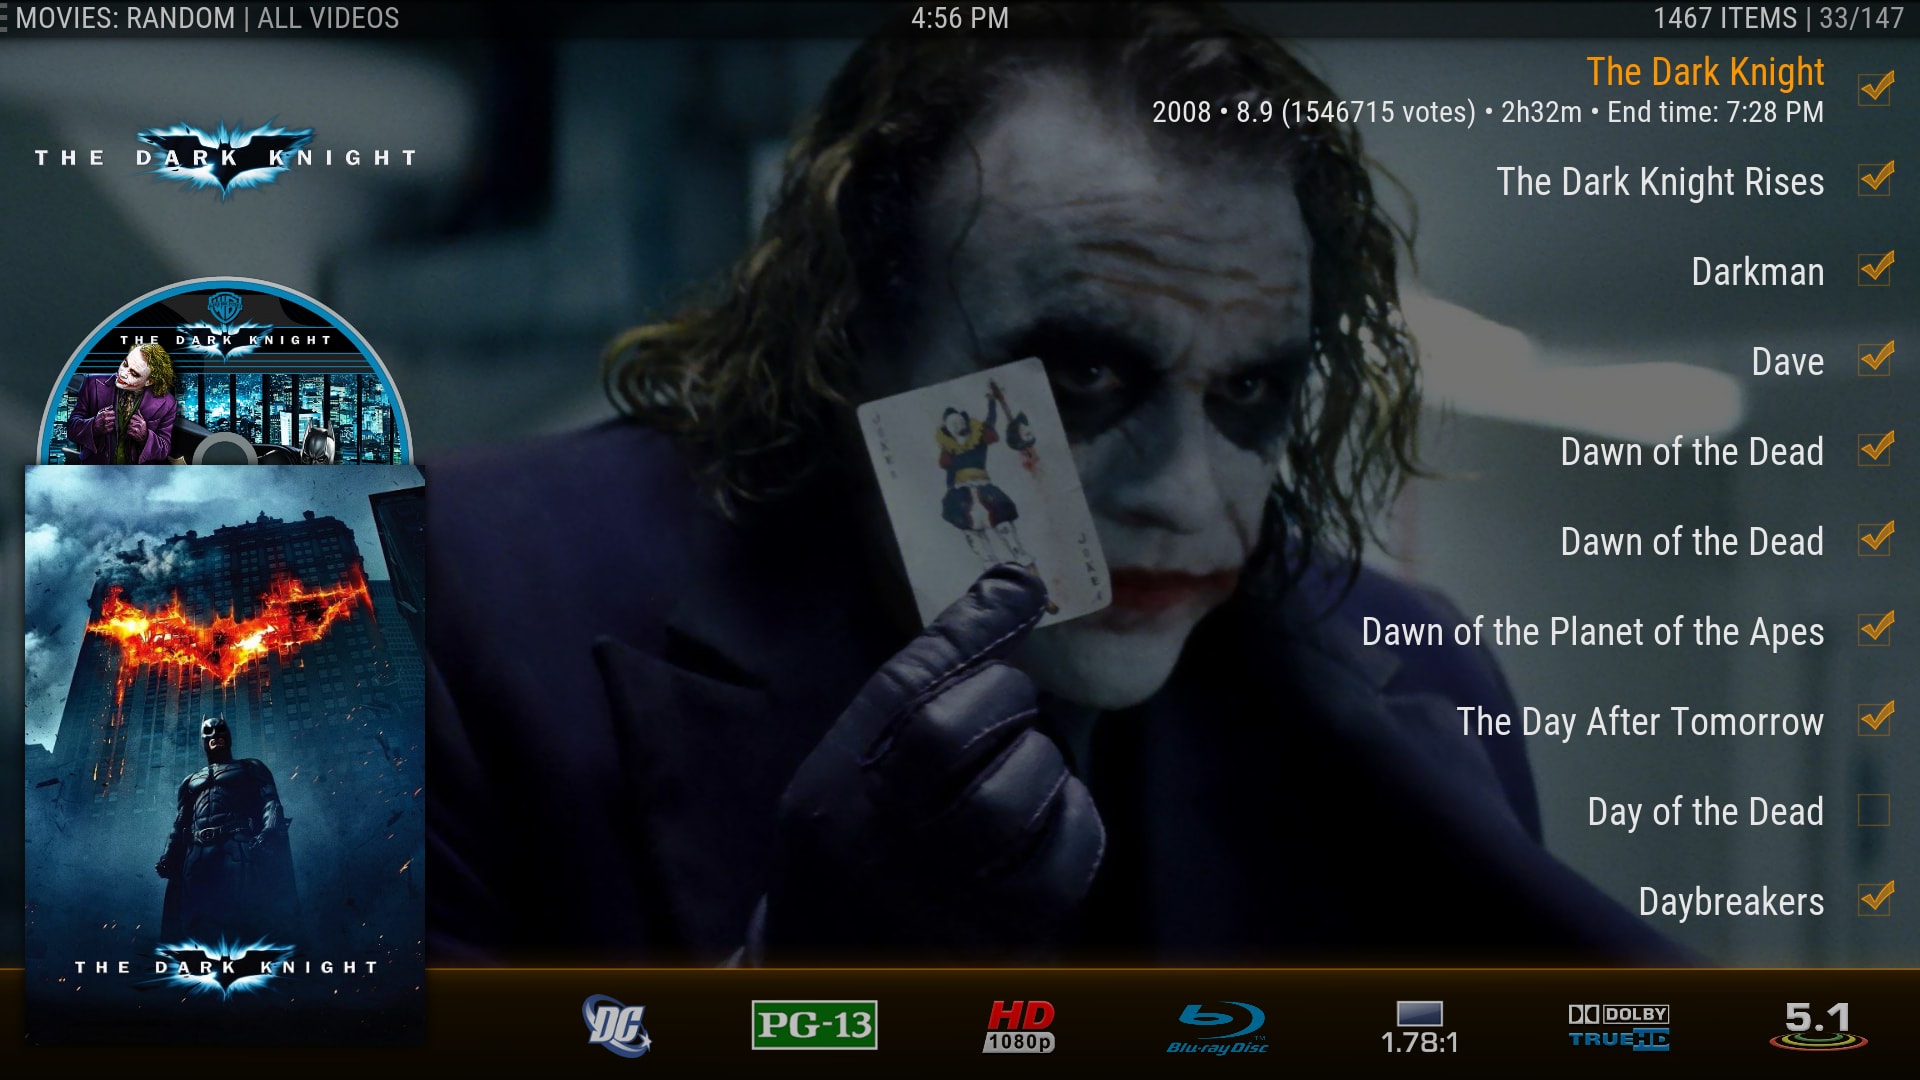 MOVIES: RANDOM | ALL VIDEOS
4:56 PM
1467 ITEMS | 33/147
The Dark Knight
2008 • 8.9 (1546715 votes) • 2h32m • End time: 7:28 PM
The Dark Knight Rises
Darkman
Dave
Dawn of the Dead
Dawn of the Dead
Dawn of the Planet of the Apes
The Day After Tomorrow
Day of the Dead
Daybreakers
THE DARK KNIGHT
WB
THE DARK KNIGHT
JOKER
JOKER
THE DARK KNIGHT
DC
PG-13
HD
1080p
Blu-ray Disc™
1.78:1
DOLBY
TRUEHD
5.1